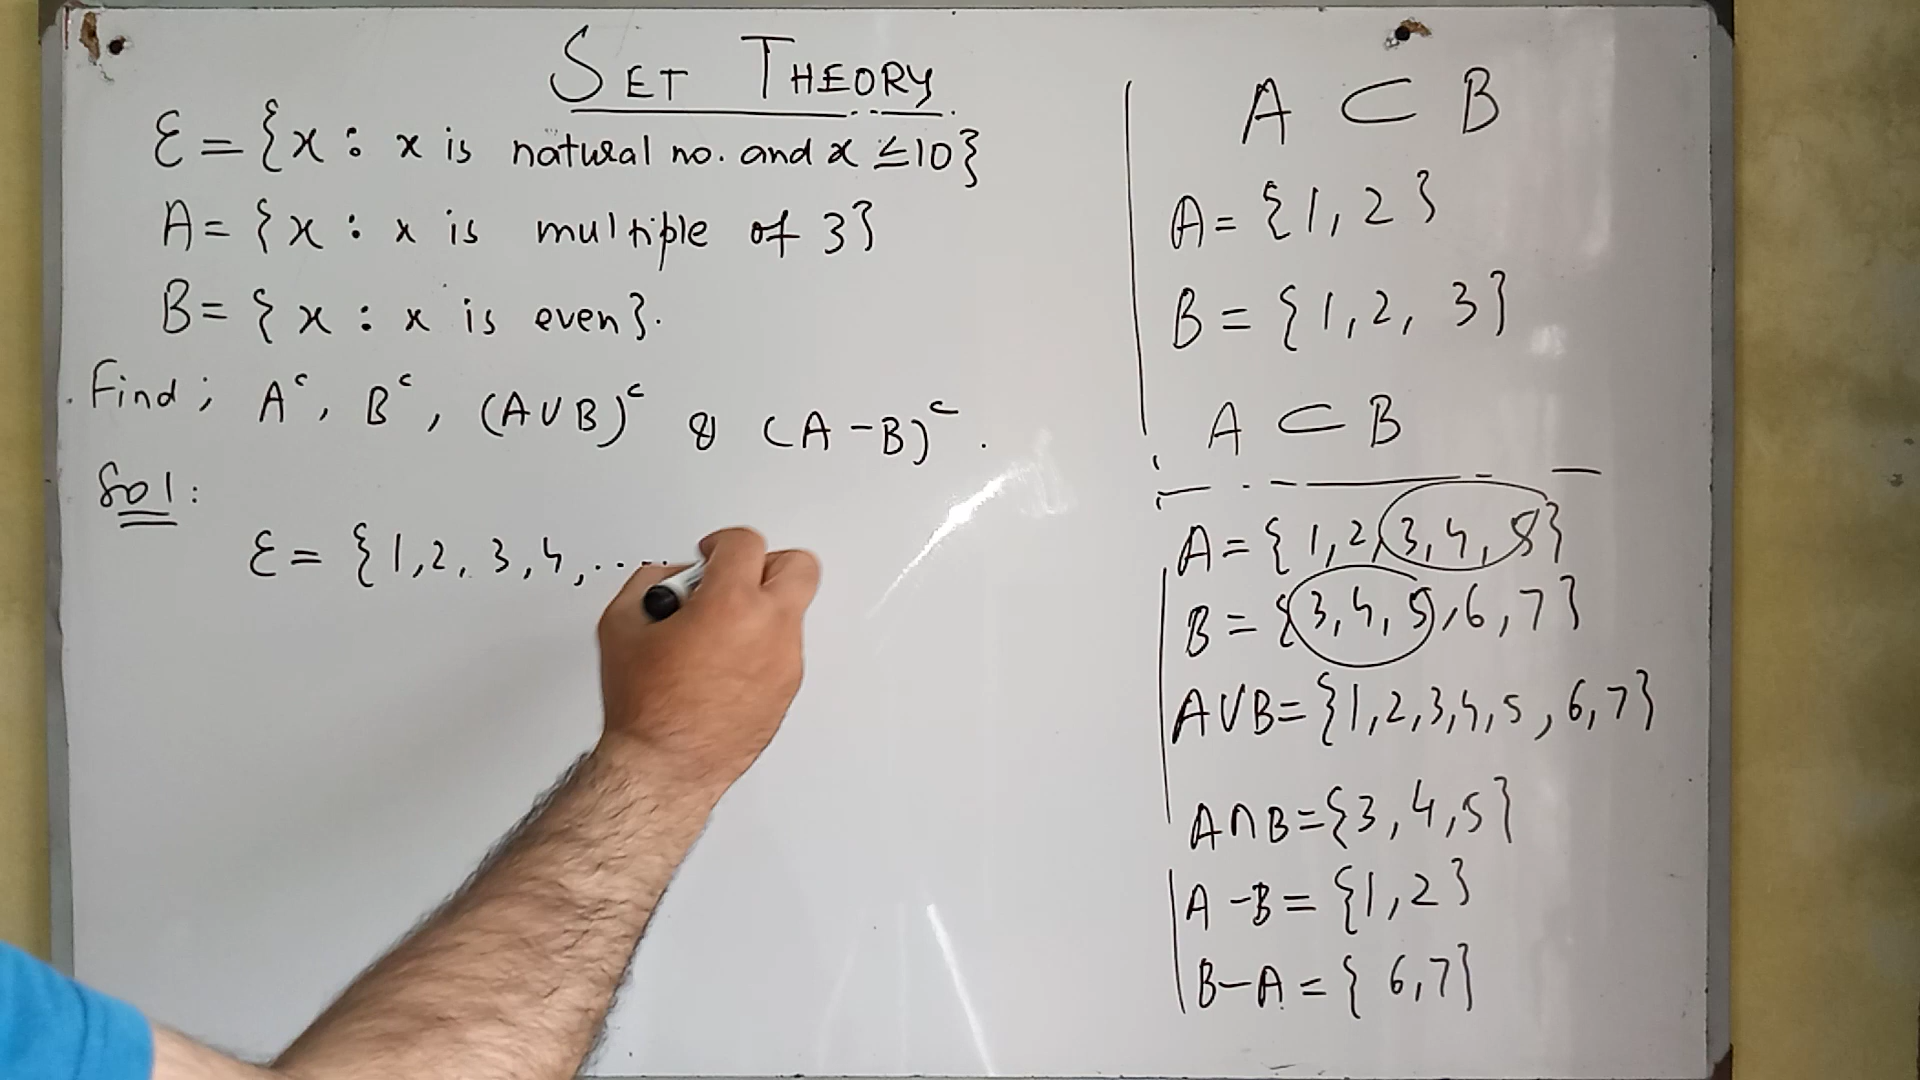 SET THEORY
Ɛ = {x : x is natural no. and x ≤ 10}
A = {x : x is multiple of 3}
B = {x : x is even}.
Find; Aᶜ, Bᶜ, (A∪B)ᶜ & (A-B)ᶜ.
Sol:
Ɛ = {1, 2, 3, 4, .....
A ⊂ B
A = {1, 2}
B = {1, 2, 3}
A ⊂ B
A = {1, 2, 3, 4, 5}
B = {3, 4, 5, 6, 7}
A∪B = {1, 2, 3, 4, 5, 6, 7}
A∩B = {3, 4, 5}
A - B = {1, 2}
B - A = {6, 7}